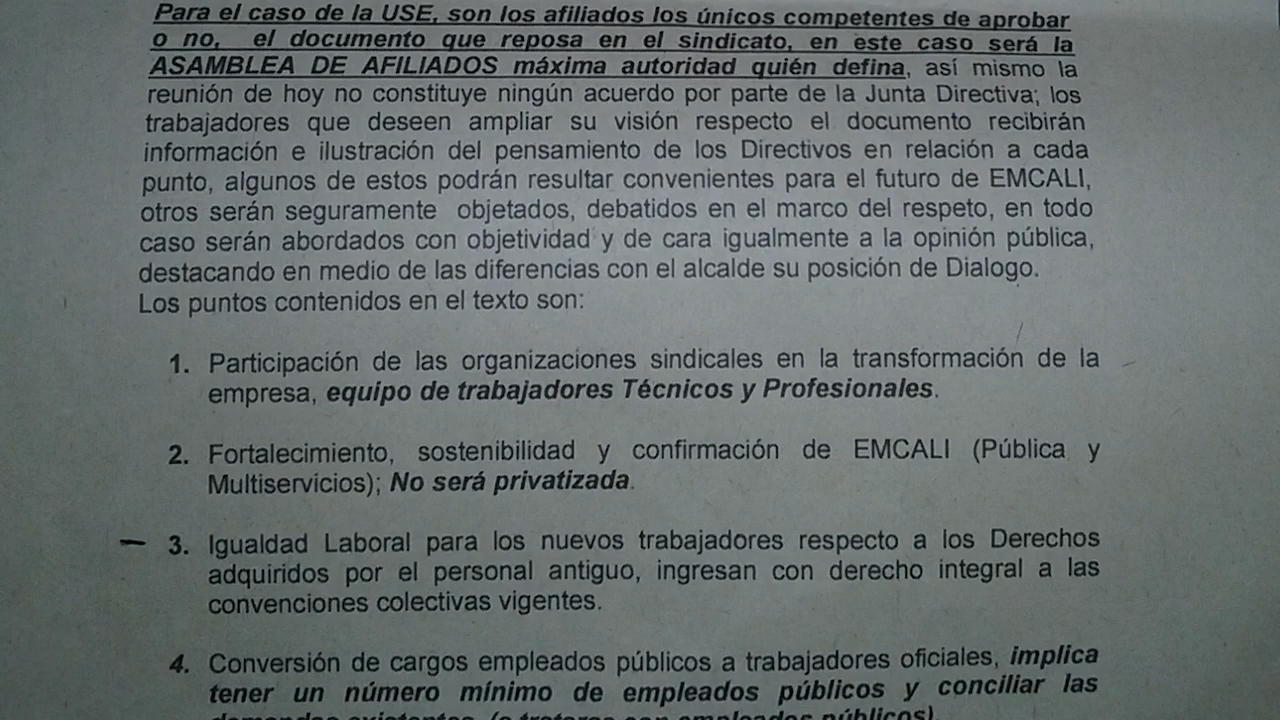 Para el caso de la USE, son los afiliados los únicos competentes de aprobar
o no, el documento que reposa en el sindicato, en este caso será la
ASAMBLEA DE AFILIADOS máxima autoridad quién defina, así mismo la
reunión de hoy no constituye ningún acuerdo por parte de la Junta Directiva; los
trabajadores que deseen ampliar su visión respecto el documento recibirán
información e ilustración del pensamiento de los Directivos en relación a cada
punto, algunos de estos podrán resultar convenientes para el futuro de EMCALI,
otros serán seguramente objetados, debatidos en el marco del respeto, en todo
caso serán abordados con objetividad y de cara igualmente a la opinión pública,
destacando en medio de las diferencias con el alcalde su posición de Dialogo.
Los puntos contenidos en el texto son:
1. Participación de las organizaciones sindicales en la transformación de la
empresa, equipo de trabajadores Técnicos y Profesionales.
2. Fortalecimiento, sostenibilidad y confirmación de EMCALI (Pública y
Multiservicios); No será privatizada.
3. Igualdad Laboral para los nuevos trabajadores respecto a los Derechos
adquiridos por el personal antiguo, ingresan con derecho integral a las
convenciones colectivas vigentes.
4. Conversión de cargos empleados públicos a trabajadores oficiales, implica
tener un número mínimo de empleados públicos y conciliar las
demandas existentes, con empleados públicos).